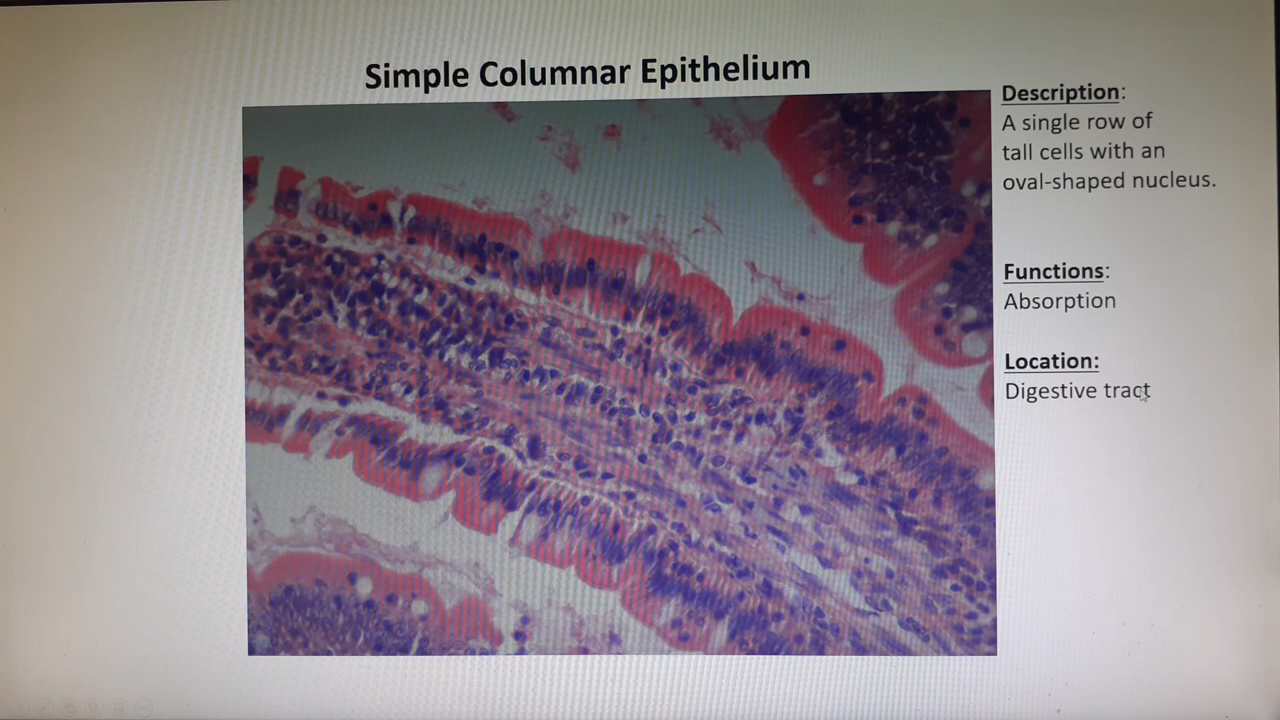 Simple Columnar Epithelium
Description:
A single row of
tall cells with an
oval-shaped nucleus.
Functions:
Absorption
Location:
Digestive tract